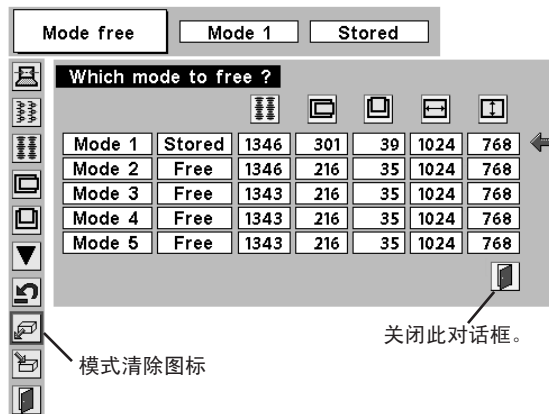 Mode free Mode 1 Stored
Which mode to free ?
Mode 1 Stored 1346 301 39 1024 768
Mode 2 Free 1346 216 35 1024 768
Mode 3 Free 1343 216 35 1024 768
Mode 4 Free 1343 216 35 1024 768
Mode 5 Free 1343 216 35 1024 768
关闭此对话框。
模式清除图标